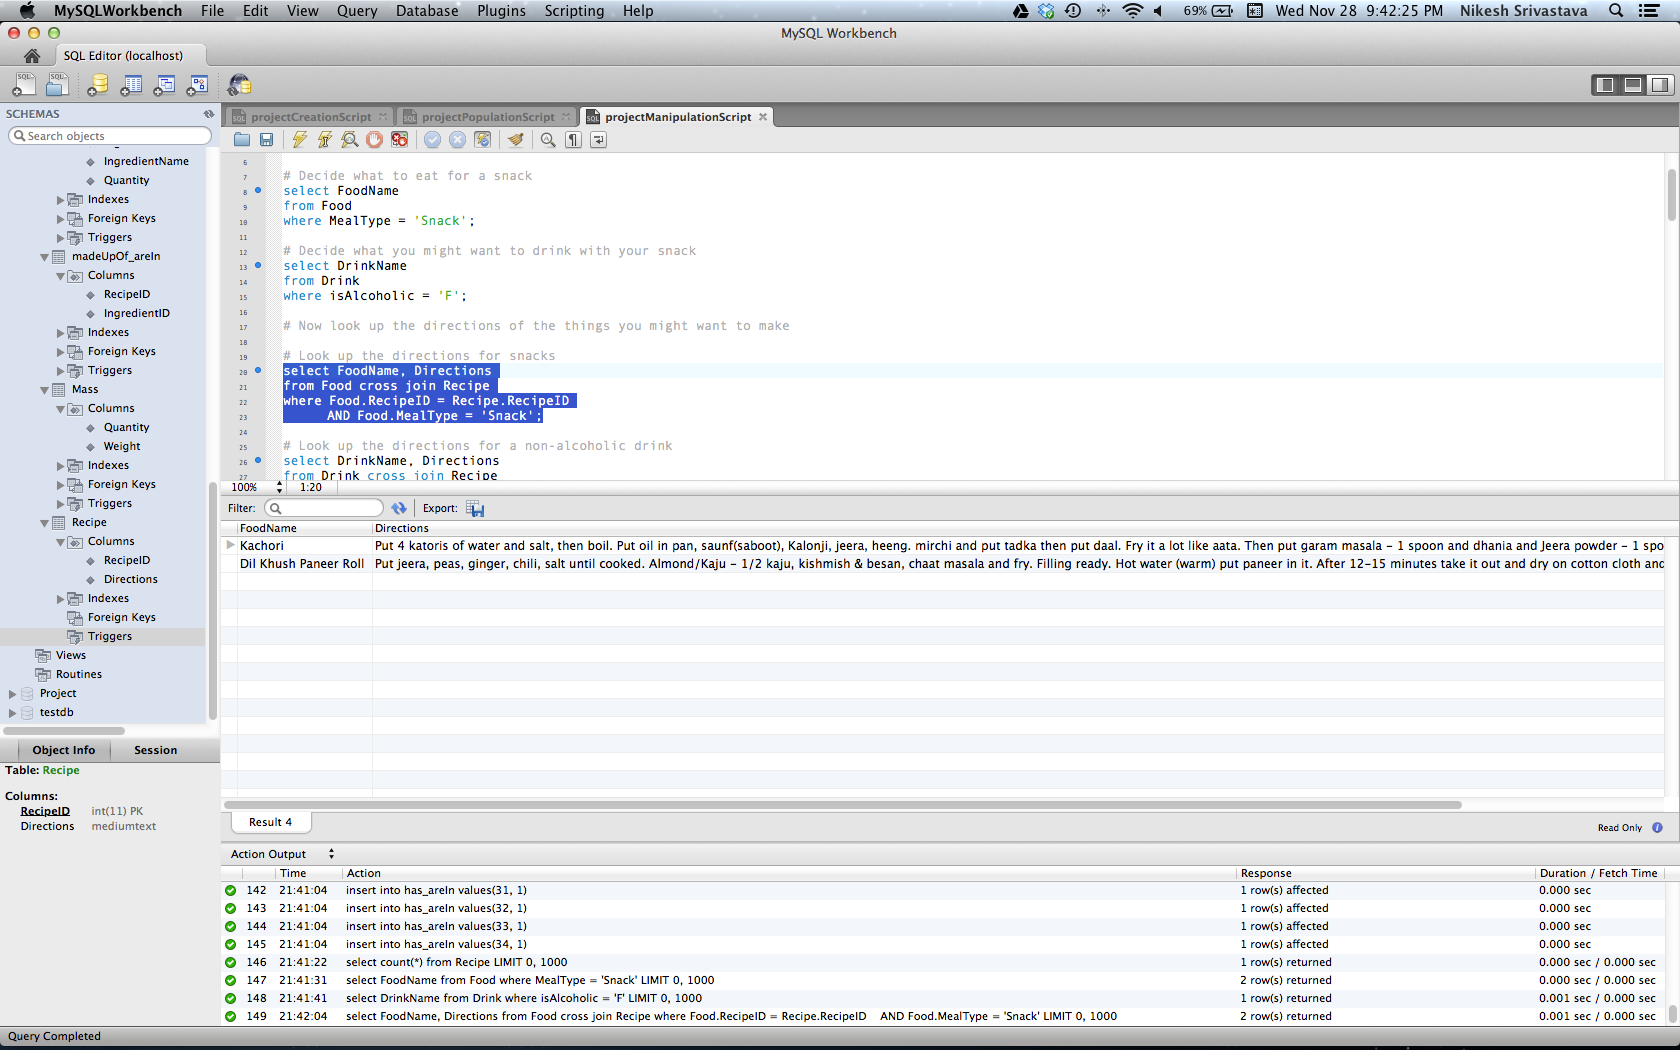 MySQLWorkbench File Edit View Query Database Plugins Scripting Help 69% Wed Nov 28 9:42:25 PM Nikesh Srivastava
MySQL Workbench
SQL Editor (localhost)
SCHEMAS
Search objects
IngredientName
Quantity
Indexes
Foreign Keys
Triggers
madeUpOf_areIn
Columns
RecipeID
IngredientID
Indexes
Foreign Keys
Triggers
Mass
Columns
Quantity
Weight
Indexes
Foreign Keys
Triggers
Recipe
Columns
RecipeID
Directions
Indexes
Foreign Keys
Triggers
Views
Routines
Project
testdb
Object Info Session
Table: Recipe
Columns:
RecipeID int(11) PK
Directions mediumtext
projectCreationScript projectPopulationScript projectManipulationScript
6
7 # Decide what to eat for a snack
8 select FoodName
9 from Food
10 where MealType = 'Snack';
11
12 # Decide what you might want to drink with your snack
13 select DrinkName
14 from Drink
15 where isAlcoholic = 'F';
16
17 # Now look up the directions of the things you might want to make
18
19 # Look up the directions for snacks
20 select FoodName, Directions
21 from Food cross join Recipe
22 where Food.RecipeID = Recipe.RecipeID
23 AND Food.MealType = 'Snack';
24
25 # Look up the directions for a non-alcoholic drink
26 select DrinkName, Directions
27 from Drink cross join Recipe
100% 1:20
Filter: Export:
FoodName Directions
Kachori Put 4 katoris of water and salt, then boil. Put oil in pan, saunf(saboot), Kalonji, jeera, heeng. mirchi and put tadka then put daal. Fry it a lot like aata. Then put garam masala - 1 spoon and dhania and Jeera powder - 1 spo
Dil Khush Paneer Roll Put jeera, peas, ginger, chili, salt until cooked. Almond/Kaju - 1/2 kaju, kishmish & besan, chaat masala and fry. Filling ready. Hot water (warm) put paneer in it. After 12-15 minutes take it out and dry on cotton cloth and
Result 4
Read Only
Action Output
Time Action Response Duration / Fetch Time
142 21:41:04 insert into has_areIn values(31, 1) 1 row(s) affected 0.000 sec
143 21:41:04 insert into has_areIn values(32, 1) 1 row(s) affected 0.000 sec
144 21:41:04 insert into has_areIn values(33, 1) 1 row(s) affected 0.000 sec
145 21:41:04 insert into has_areIn values(34, 1) 1 row(s) affected 0.000 sec
146 21:41:22 select count(*) from Recipe LIMIT 0, 1000 1 row(s) returned 0.000 sec / 0.000 sec
147 21:41:31 select FoodName from Food where MealType = 'Snack' LIMIT 0, 1000 2 row(s) returned 0.000 sec / 0.000 sec
148 21:41:41 select DrinkName from Drink where isAlcoholic = 'F' LIMIT 0, 1000 1 row(s) returned 0.001 sec / 0.000 sec
149 21:42:04 select FoodName, Directions from Food cross join Recipe where Food.RecipeID = Recipe.RecipeID AND Food.MealType = 'Snack' LIMIT 0, 1000 2 row(s) returned 0.001 sec / 0.000 sec
Query Completed